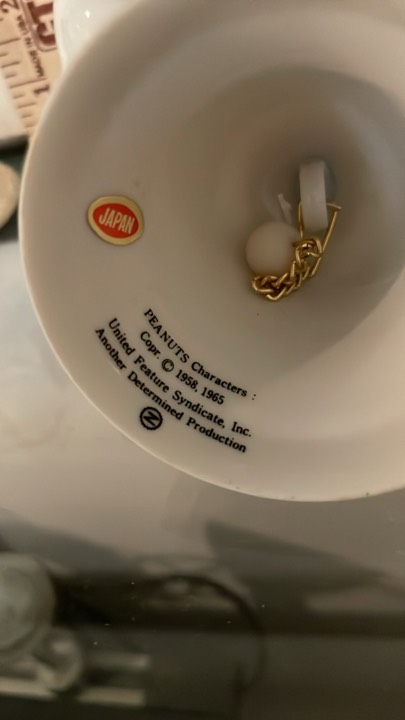 JAPAN
PEANUTS Characters :
Copr. © 1958, 1965
United Feature Syndicate, Inc.
Another Determined Production